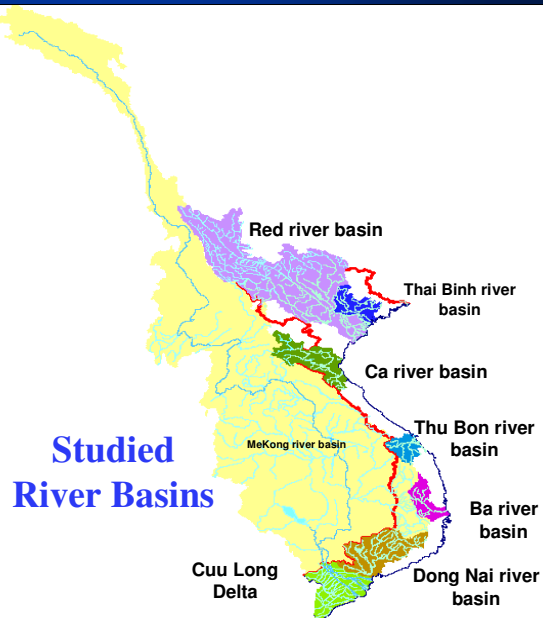 Red river basin
Thai Binh river
basin
Ca river basin
Thu Bon river
basin
MeKong river basin
Studied
River Basins
Ba river
basin
Cuu Long
Delta
Dong Nai river
basin